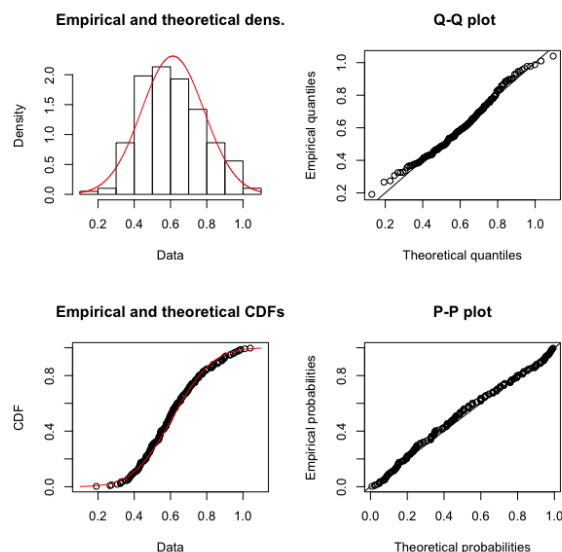 Empirical and theoretical dens.
Density
0.0 0.5 1.0 1.5 2.0
0.2 0.4 0.6 0.8 1.0
Data
Q-Q plot
Empirical quantiles
0.2 0.4 0.6 0.8 1.0
0.2 0.4 0.6 0.8 1.0
Theoretical quantiles
Empirical and theoretical CDFs
CDF
0.0 0.4 0.8
0.2 0.4 0.6 0.8 1.0
Data
P-P plot
Empirical probabilities
0.0 0.4 0.8
0.0 0.2 0.4 0.6 0.8 1.0
Theoretical probabilities